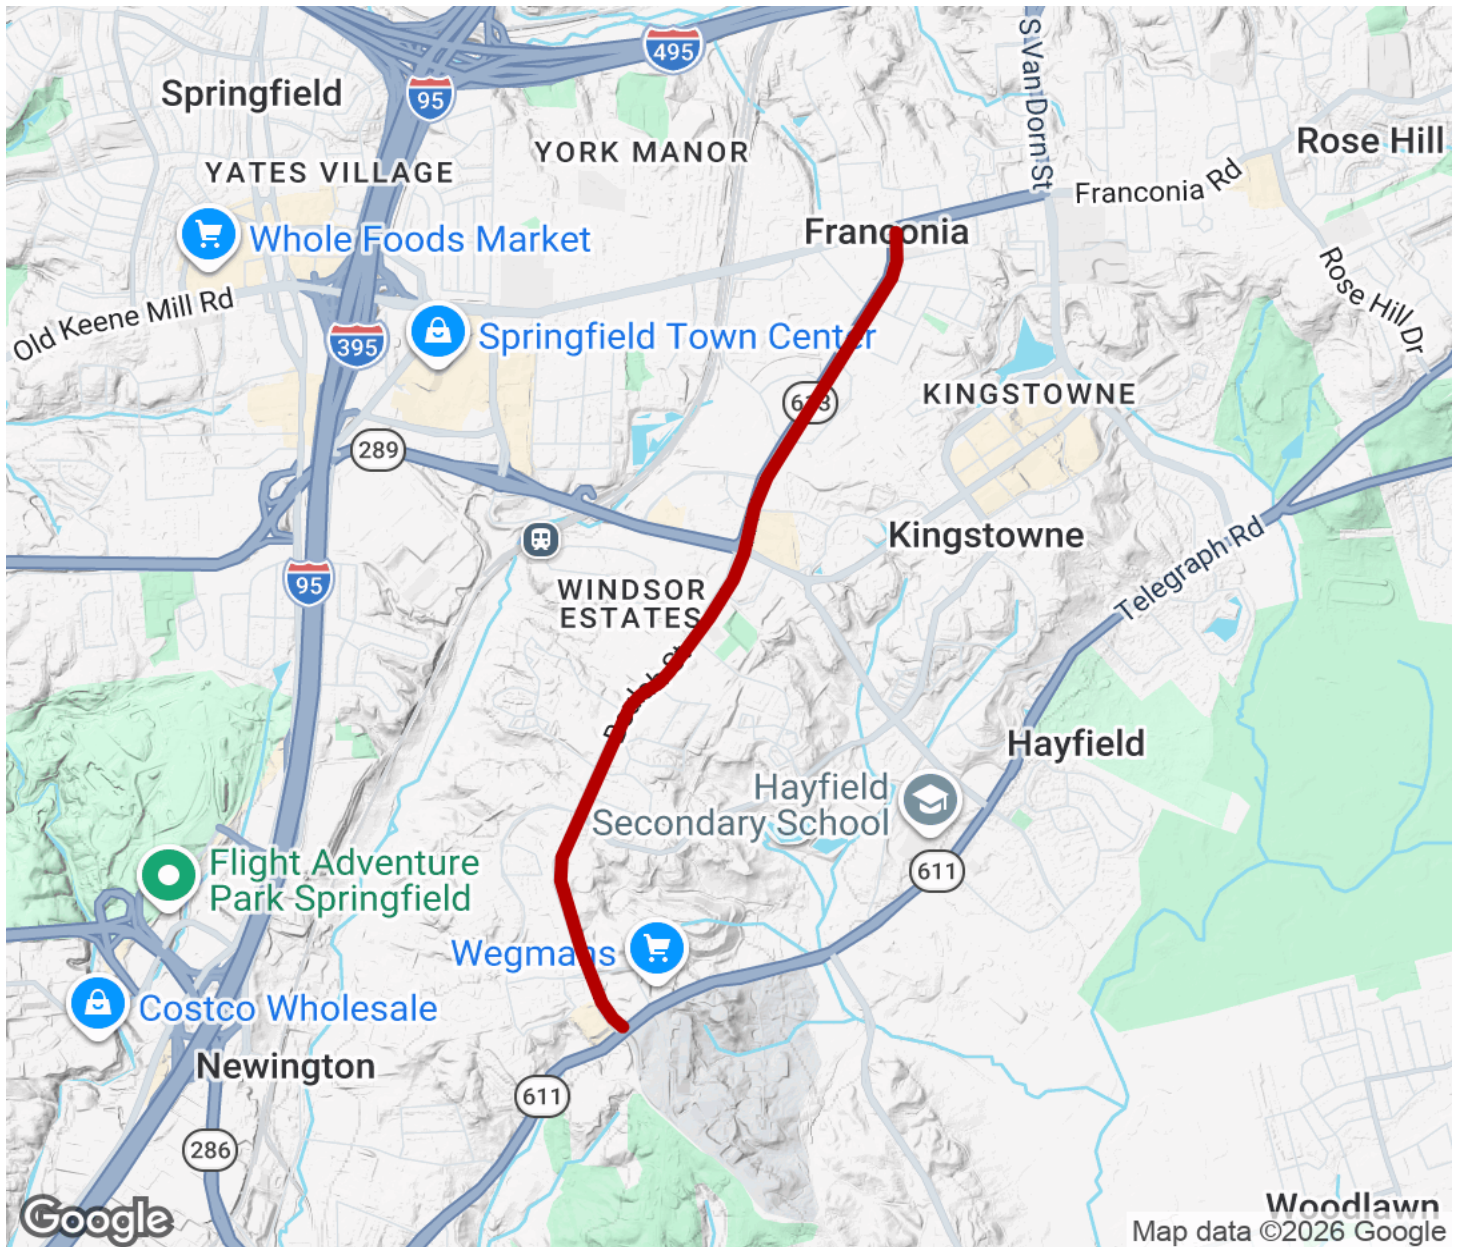 495
S Van Dorn St
95
Springfield
Rose Hill
YORK MANOR
YATES VILLAGE
Franconia Rd
Whole Foods Market
Franconia
Rose Hill Dr
Old Keene Mill Rd
395
Springfield Town Center
613
KINGSTOWNE
289
Kingstowne
95
WINDSOR
ESTATES
Telegraph Rd
Beulah St
Hayfield
Hayfield
Secondary School
Flight Adventure
Park Springfield
611
Wegmans
Costco Wholesale
Newington
611
286
Woodlawn
Google
Map data ©2026 Google